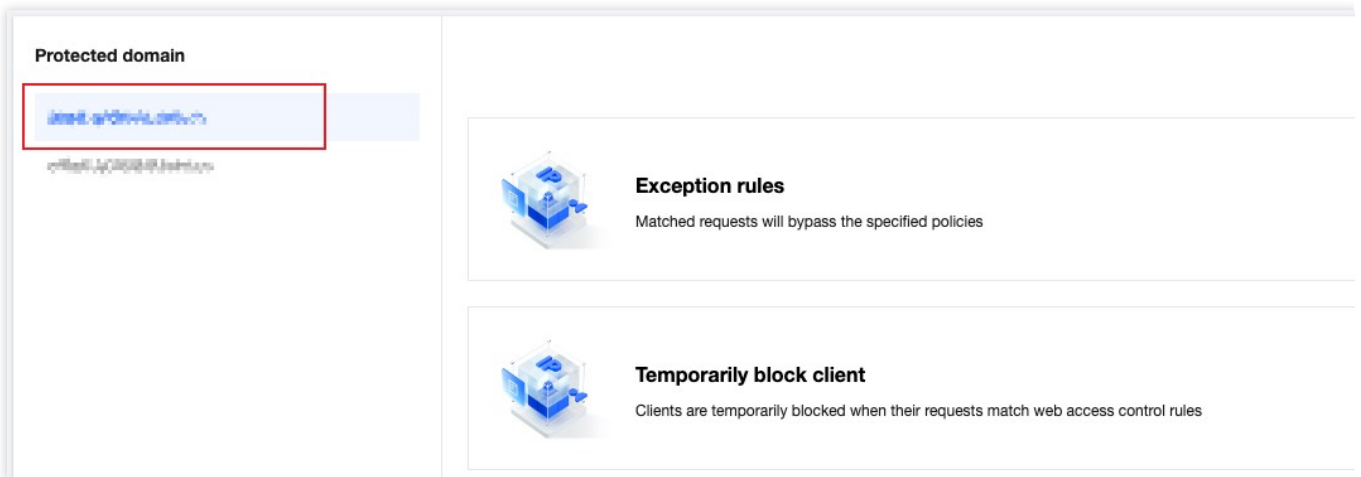 Protected domain
Exception rules
Matched requests will bypass the specified policies
Temporarily block client
Clients are temporarily blocked when their requests match web access control rules